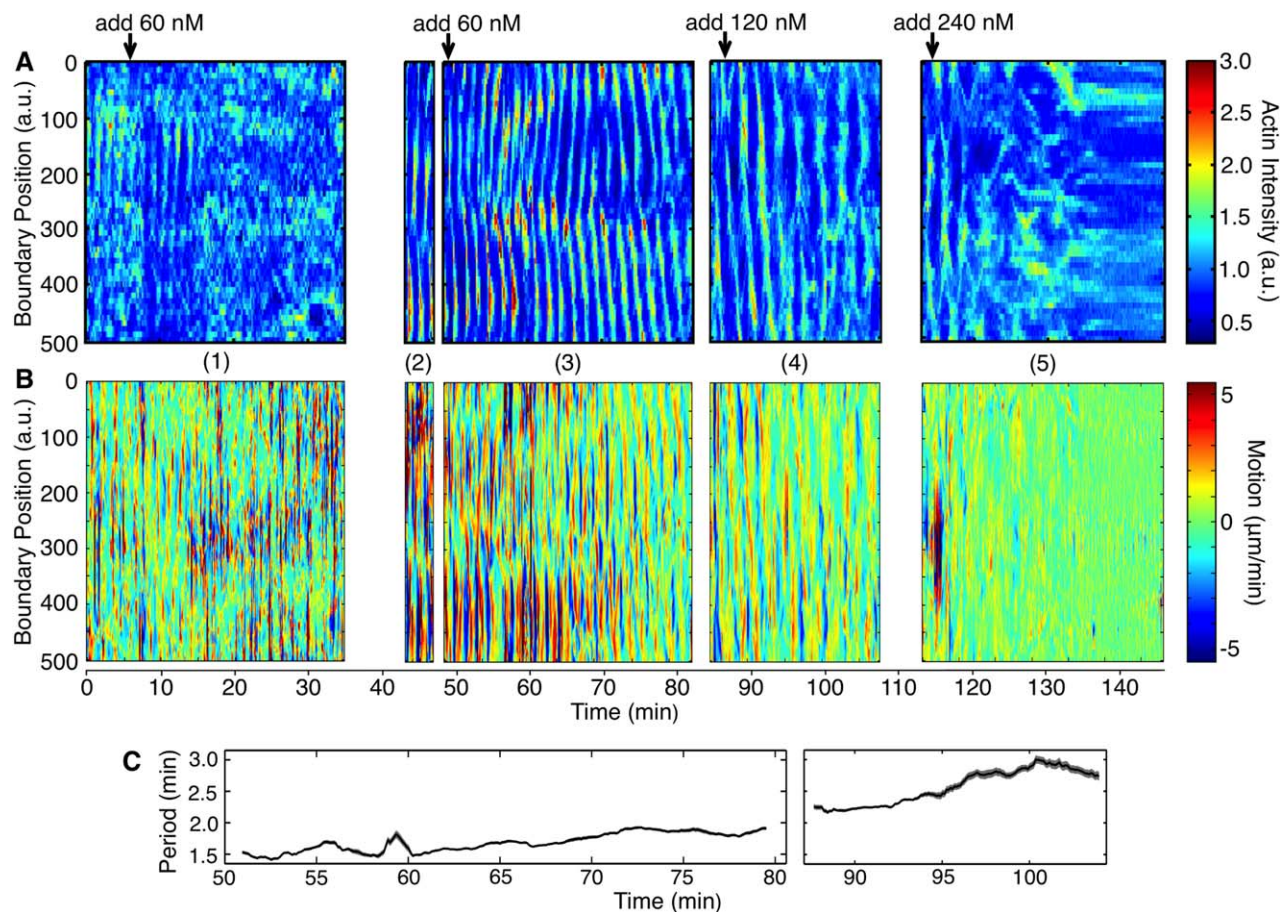 add 60 nM
add 60 nM
add 120 nM
add 240 nM
A
Boundary Position (a.u.)
0
100
200
300
400
500
3.0
2.5
2.0
1.5
1.0
0.5
Actin Intensity (a.u.)
(1)
(2)
(3)
(4)
(5)
B
Boundary Position (a.u.)
0
100
200
300
400
500
5
0
-5
Motion (µm/min)
0 10 20 30 40 50 60 70 80 90 100 110 120 130 140
Time (min)
C
Period (min)
3.0
2.5
2.0
1.5
50 55 60 65 70 75 80 90 95 100
Time (min)